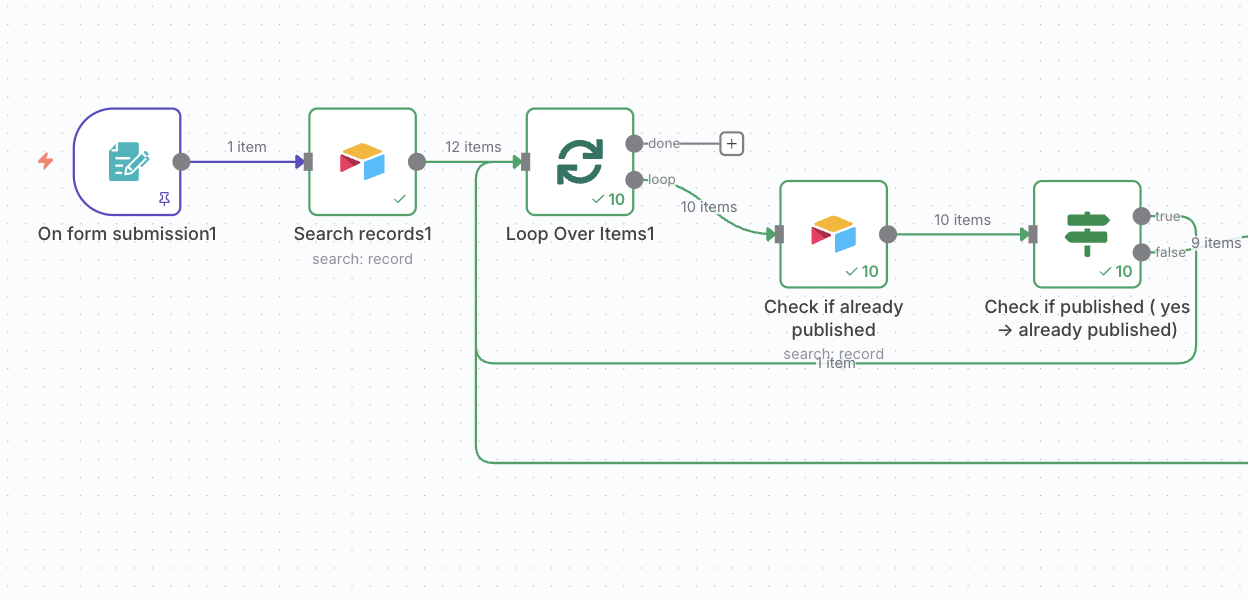 1 item
12 items
done
+
loop
10
On form submission1
Search records1
search: record
Loop Over Items1
10 items
10 items
true
false
9 items
10
10
Check if already
published
search: record
Check if published ( yes
→ already published)
1 item